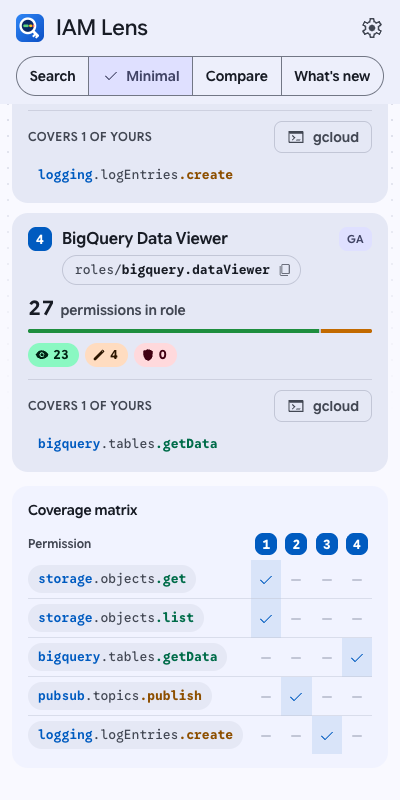 IAM Lens
Search
Minimal
Compare
What's new
COVERS 1 OF YOURS
gcloud
logging.logEntries.create
4
BigQuery Data Viewer
GA
roles/bigquery.dataViewer
27 permissions in role
23
4
0
COVERS 1 OF YOURS
gcloud
bigquery.tables.getData
Coverage matrix
Permission 1 2 3 4
storage.objects.get
storage.objects.list
bigquery.tables.getData
pubsub.topics.publish
logging.logEntries.create